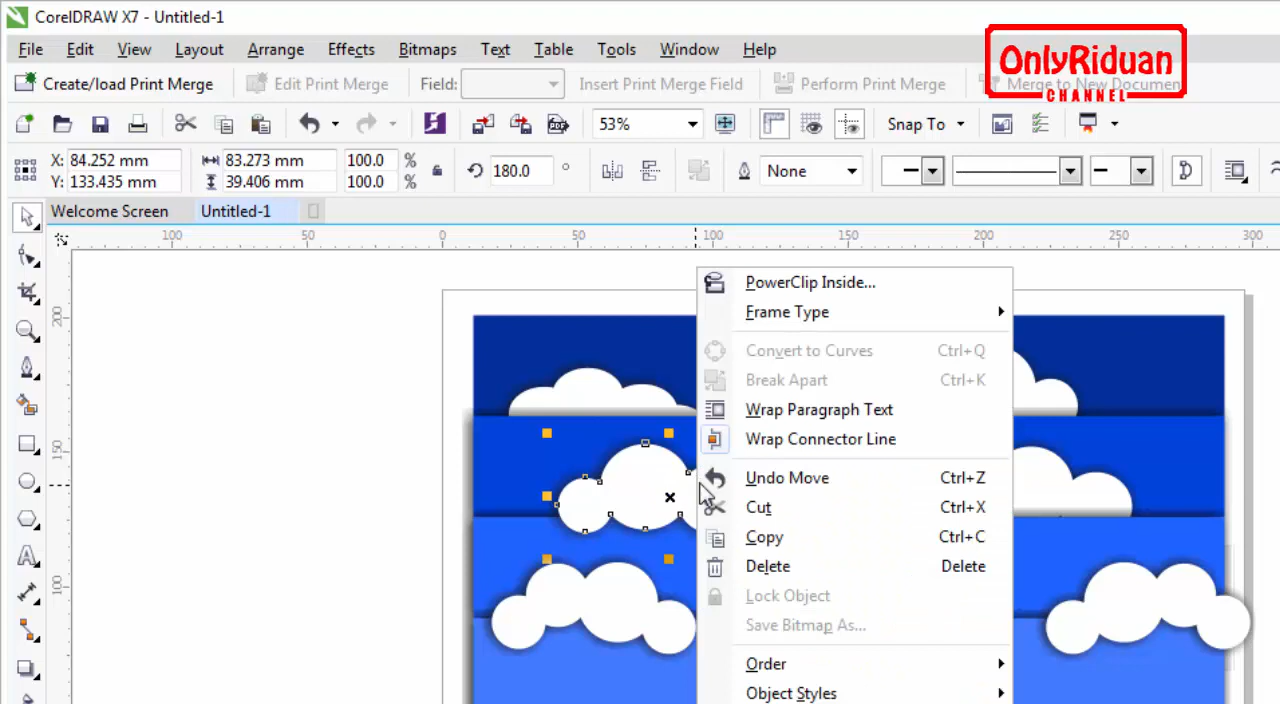 CorelDRAW X7 - Untitled-1
File Edit View Layout Arrange Effects Bitmaps Text Table Tools Window Help
OnlyRiduan
CHANNEL
Create/load Print Merge Edit Print Merge Field: Insert Print Merge Field Perform Print Merge Merge to New Document
53% Snap To
X: 84.252 mm 83.273 mm 100.0 %
Y: 133.435 mm 39.406 mm 100.0 %
180.0 ° None
Welcome Screen Untitled-1
100 50 0 50 100 150 200 250 300
200
150
100
PowerClip Inside...
Frame Type
Convert to Curves Ctrl+Q
Break Apart Ctrl+K
Wrap Paragraph Text
Wrap Connector Line
Undo Move Ctrl+Z
Cut Ctrl+X
Copy Ctrl+C
Delete Delete
Lock Object
Save Bitmap As...
Order
Object Styles